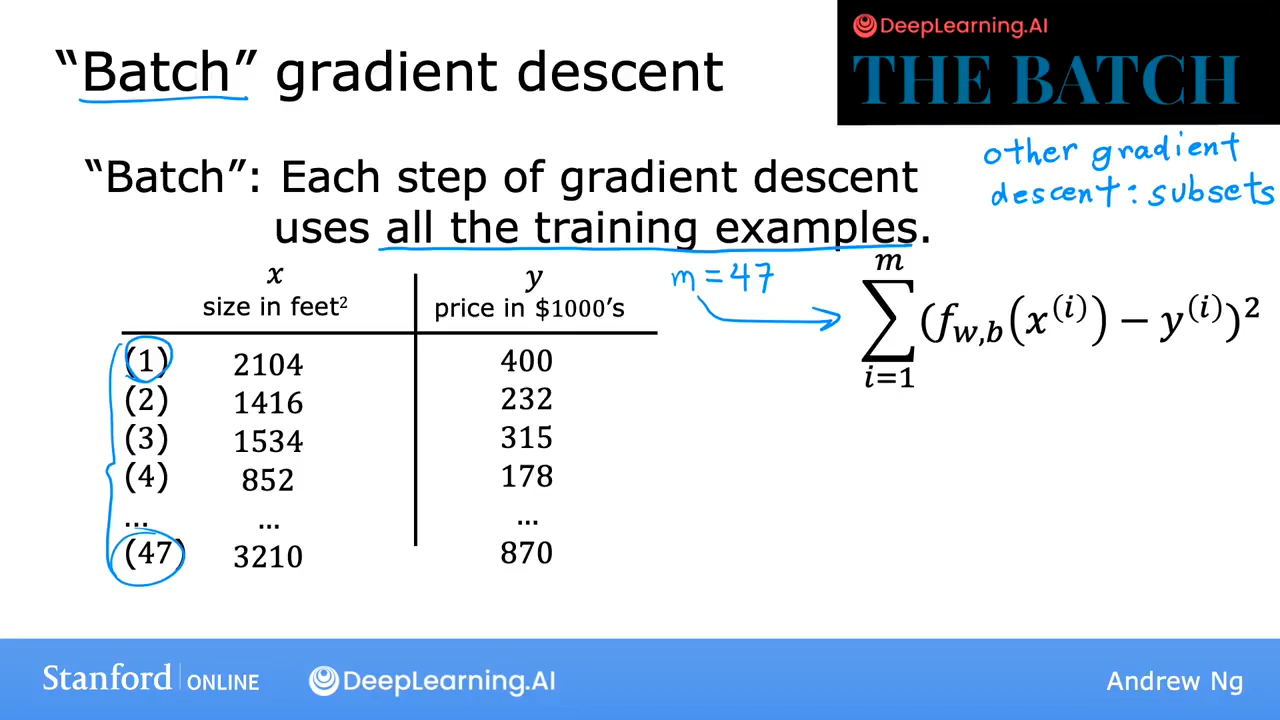 "Batch" gradient descent
DeepLearning.AI
THE BATCH
other gradient
descent: subsets
"Batch": Each step of gradient descent
uses all the training examples.
x y
size in feet² price in $1000's
m = 47
m
∑ (f_{w,b}(x^{(i)}) − y^{(i)})²
i=1
(1) 2104 400
(2) 1416 232
(3) 1534 315
(4) 852 178
... ... ...
(47) 3210 870
Stanford | ONLINE DeepLearning.AI Andrew Ng